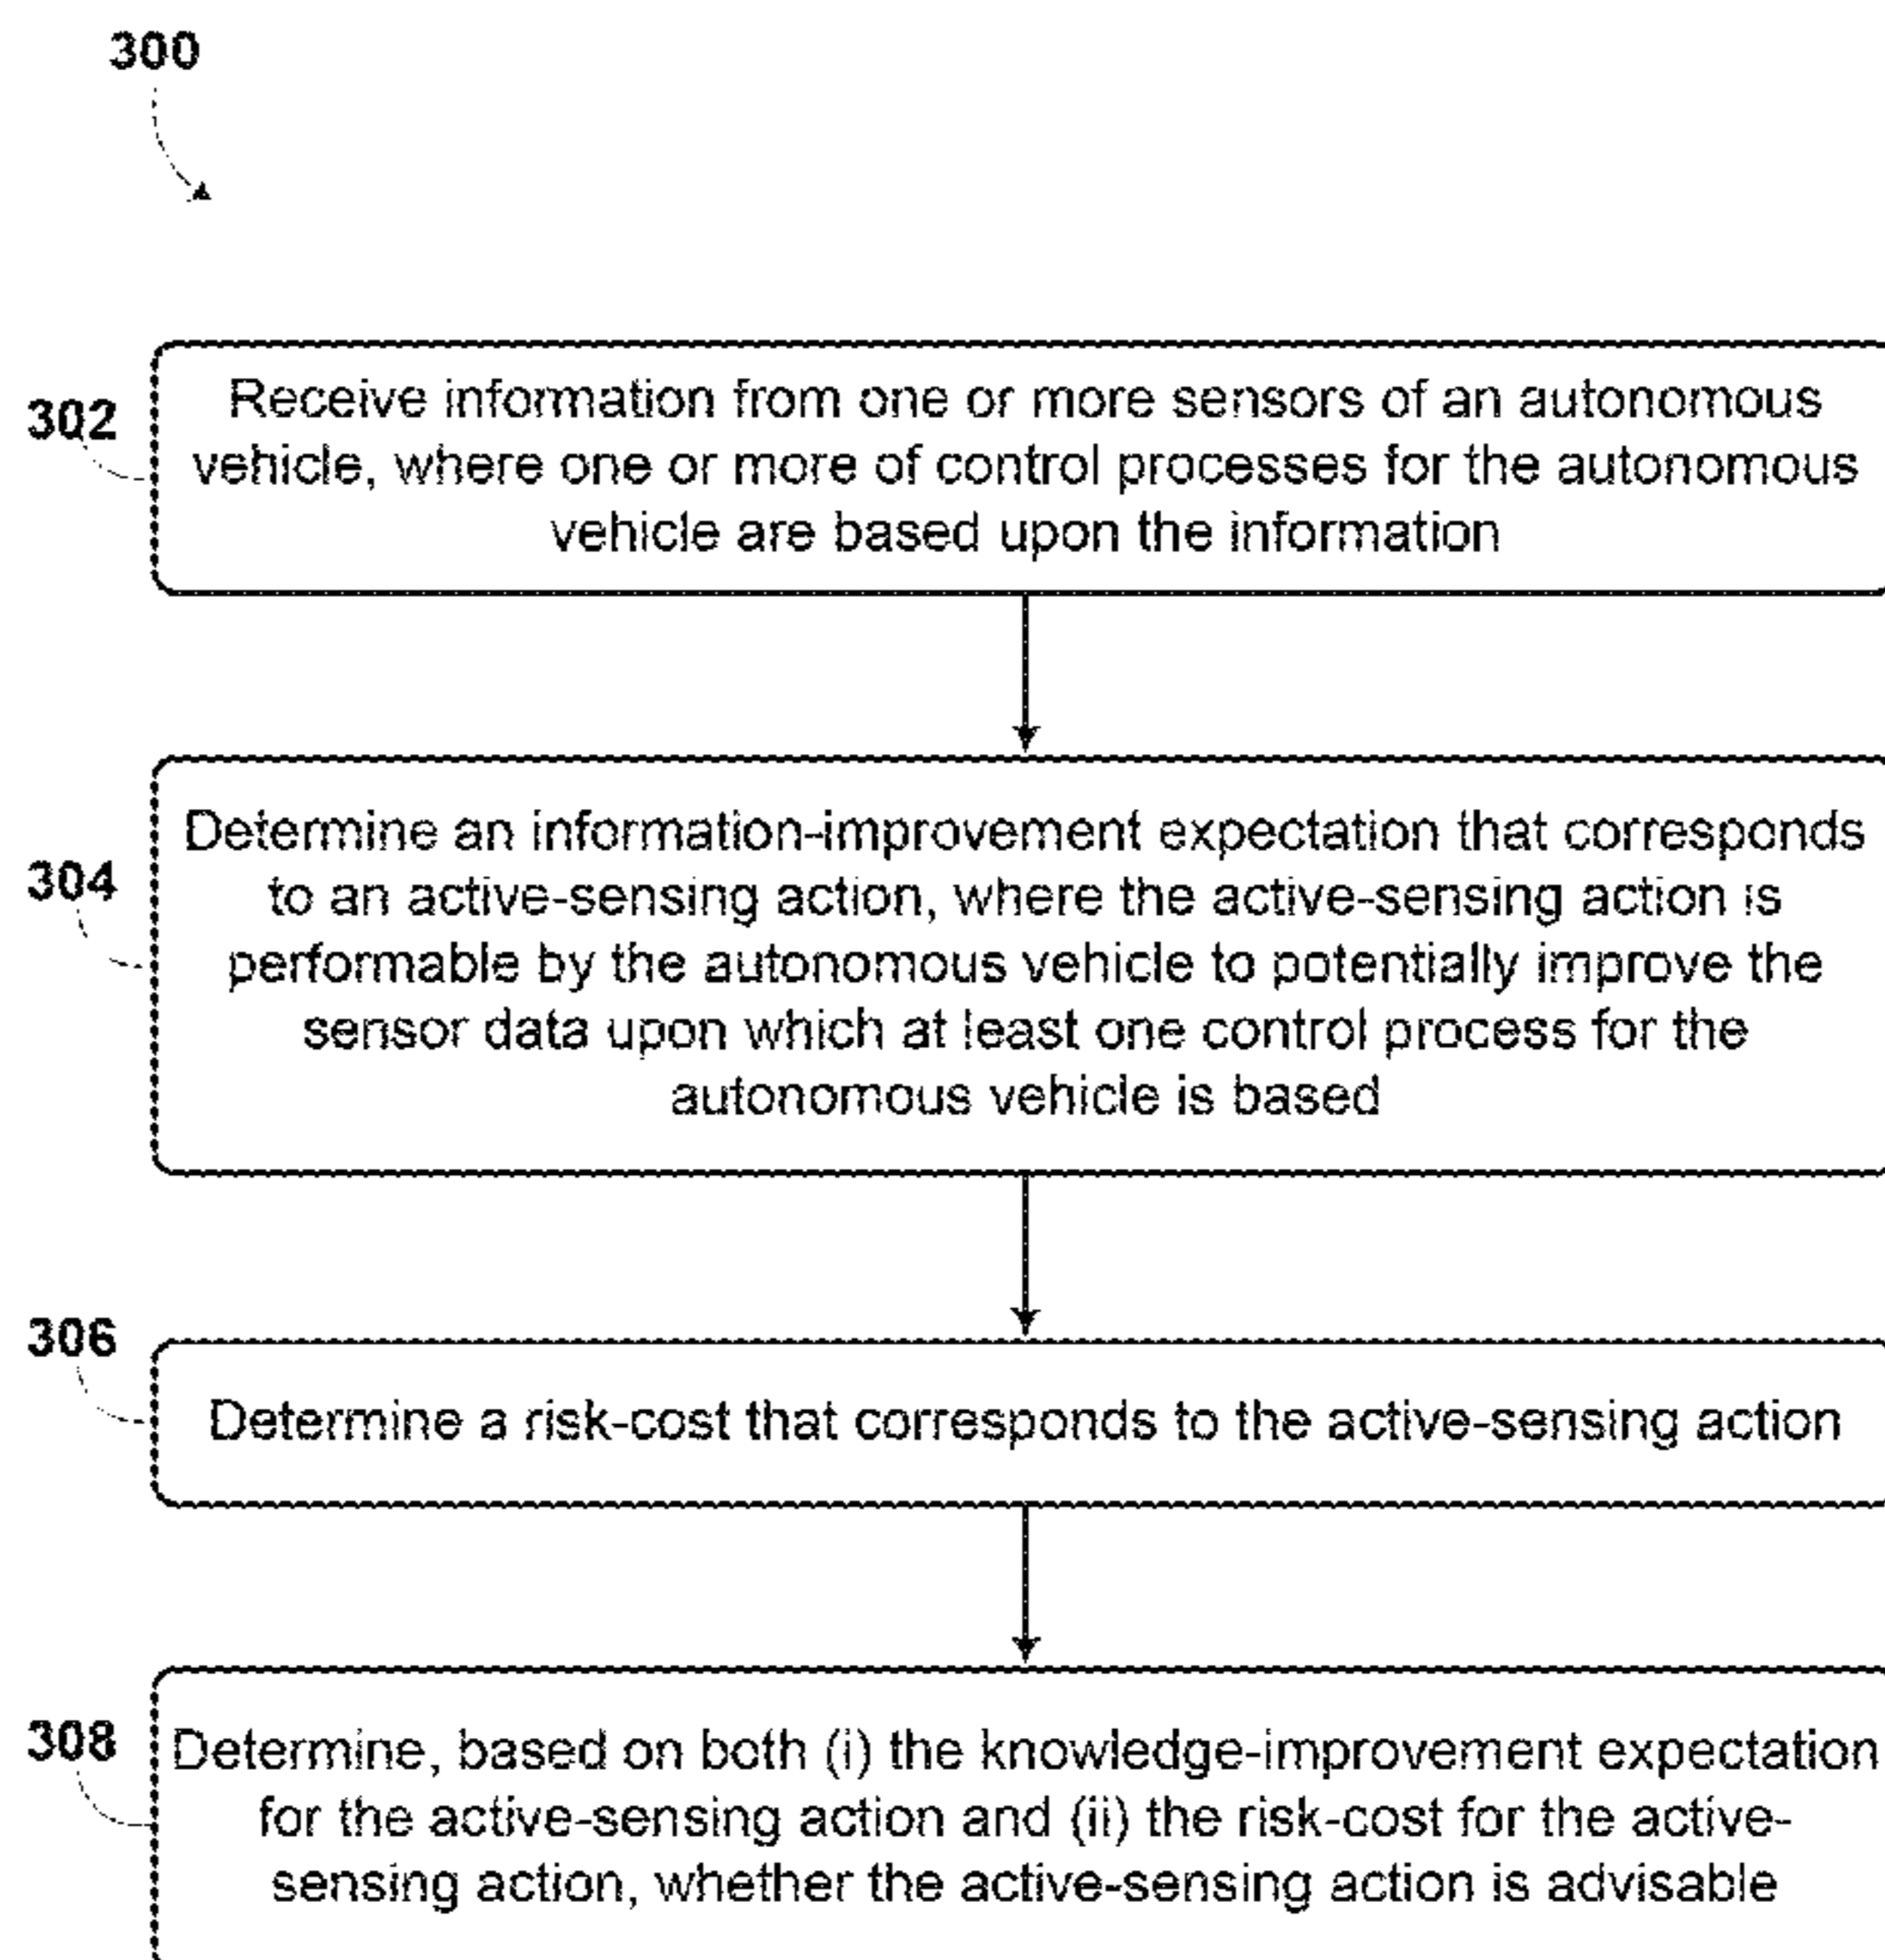 300
302
Receive information from one or more sensors of an autonomous
vehicle, where one or more of control processes for the autonomous
vehicle are based upon the information
304
Determine an information-improvement expectation that corresponds
to an active-sensing action, where the active-sensing action is
performable by the autonomous vehicle to potentially improve the
sensor data upon which at least one control process for the
autonomous vehicle is based
306
Determine a risk-cost that corresponds to the active-sensing action
308
Determine, based on both (i) the knowledge-improvement expectation
for the active-sensing action and (ii) the risk-cost for the active-
sensing action, whether the active-sensing action is advisable